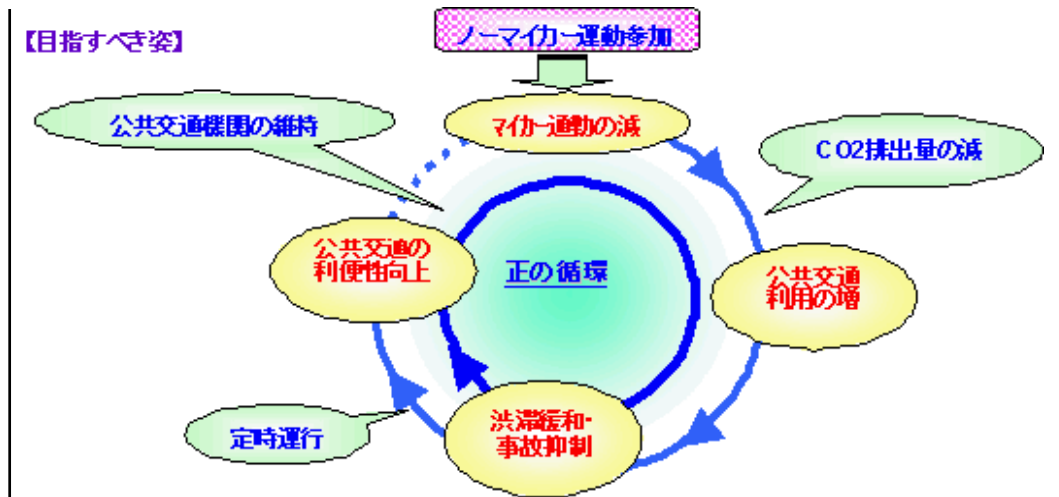 【目指すべき姿】
ノーマイカー運動参加
公共交通機関の維持
マイカー通勤の減
CO2排出量の減
公共交通の
利便性向上
正の循環
公共交通
利用の増
定時運行
渋滞緩和・
事故抑制